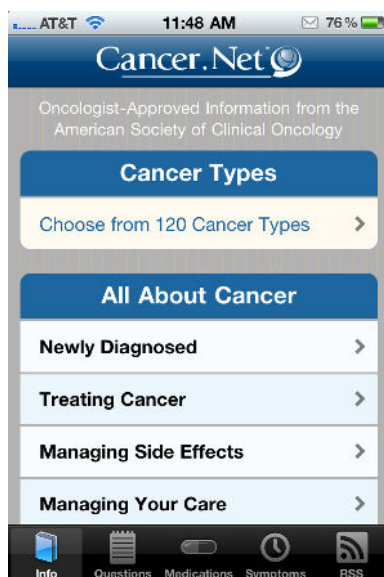 AT&T 11:48 AM 76%
Cancer.Net
Oncologist-Approved Information from the
American Society of Clinical Oncology
Cancer Types
Choose from 120 Cancer Types
All About Cancer
Newly Diagnosed
Treating Cancer
Managing Side Effects
Managing Your Care
Info Questions Medications Symptoms RSS